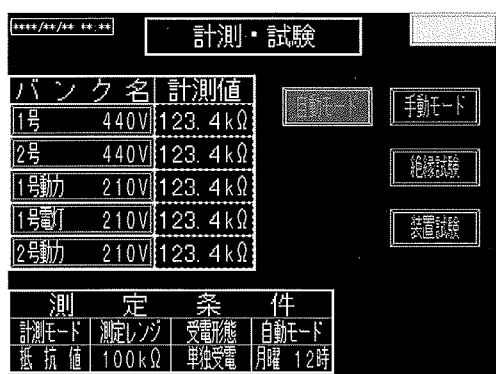 ****/**/** **:**
計測・試験
バンク名 計測値
1号 440V 123.4kΩ
2号 440V 123.4kΩ
1号動力 210V 123.4kΩ
1号電灯 210V 123.4kΩ
2号動力 210V 123.4kΩ
自動モード 手動モード
絶縁試験
装置試験
測定条件
計測モード 測定レンジ 受電形態 自動モード
抵抗値 100kΩ 単独受電 月曜 12時